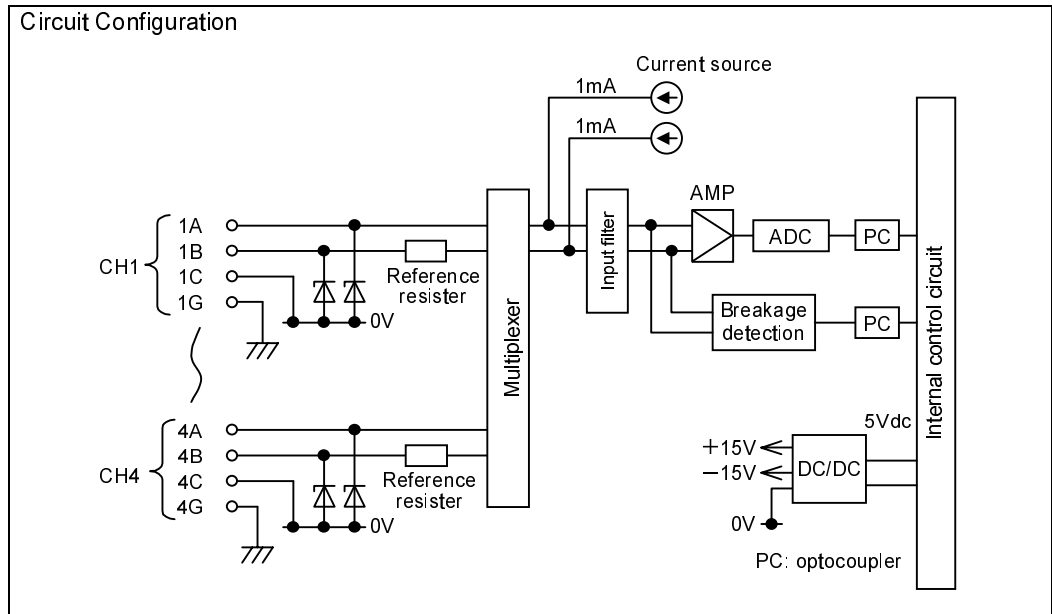 Circuit Configuration
Current source
1mA
1mA
AMP
1A
1B
1C
1G
CH1
Reference
resister
0V
Multiplexer
Input filter
ADC
PC
Breakage
detection
PC
Internal control circuit
4A
4B
4C
4G
CH4
Reference
resister
0V
5Vdc
+15V
−15V
DC/DC
0V
PC: optocoupler